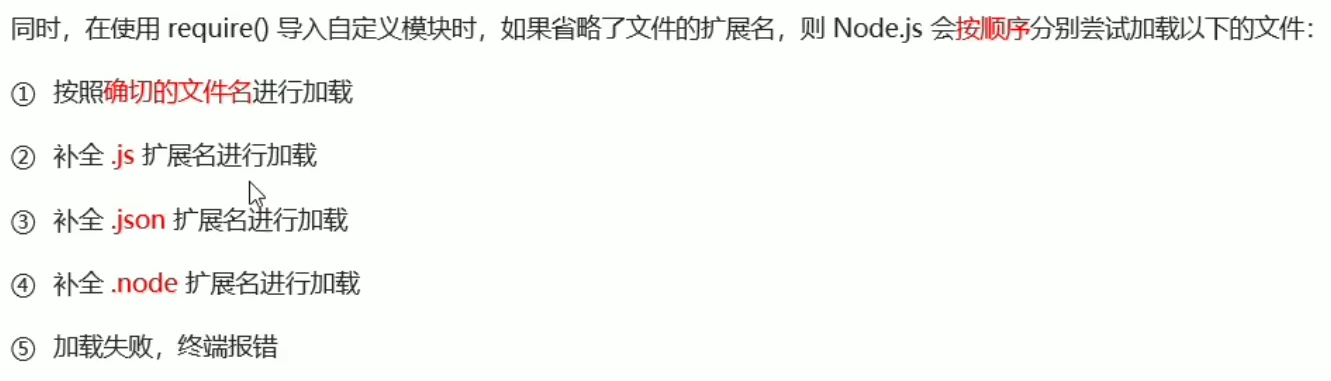 同时，在使用 require() 导入自定义模块时，如果省略了文件的扩展名，则 Node.js 会按顺序分别尝试加载以下的文件：
① 按照确切的文件名进行加载
② 补全 .js 扩展名进行加载
③ 补全 .json 扩展名进行加载
④ 补全 .node 扩展名进行加载
⑤ 加载失败，终端报错